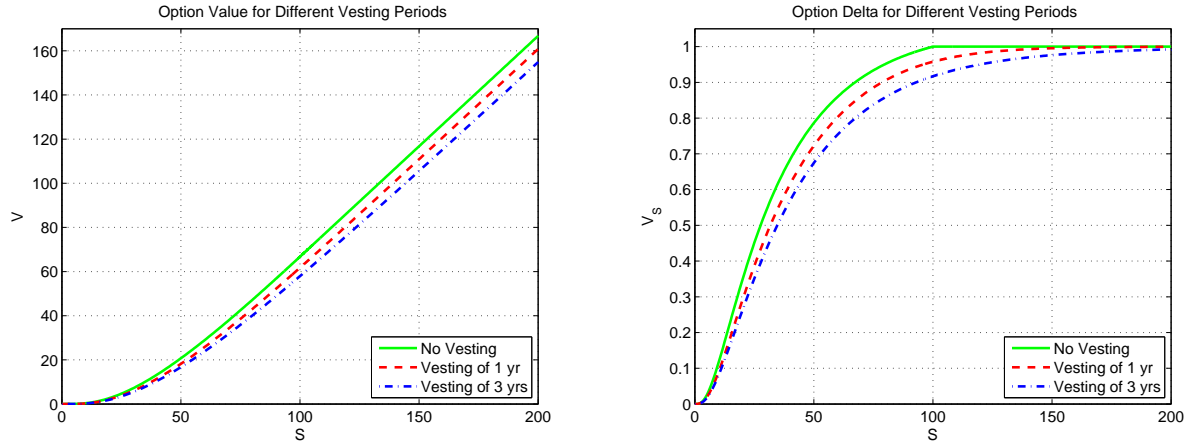 Option Value for Different Vesting Periods
160
140
120
100
80
60
40
20
0
V
0
50
100
150
200
S
No Vesting
Vesting of 1 yr
Vesting of 3 yrs
Option Delta for Different Vesting Periods
1
0.9
0.8
0.7
0.6
0.5
0.4
0.3
0.2
0.1
0
V_S
0
50
100
150
200
S
No Vesting
Vesting of 1 yr
Vesting of 3 yrs